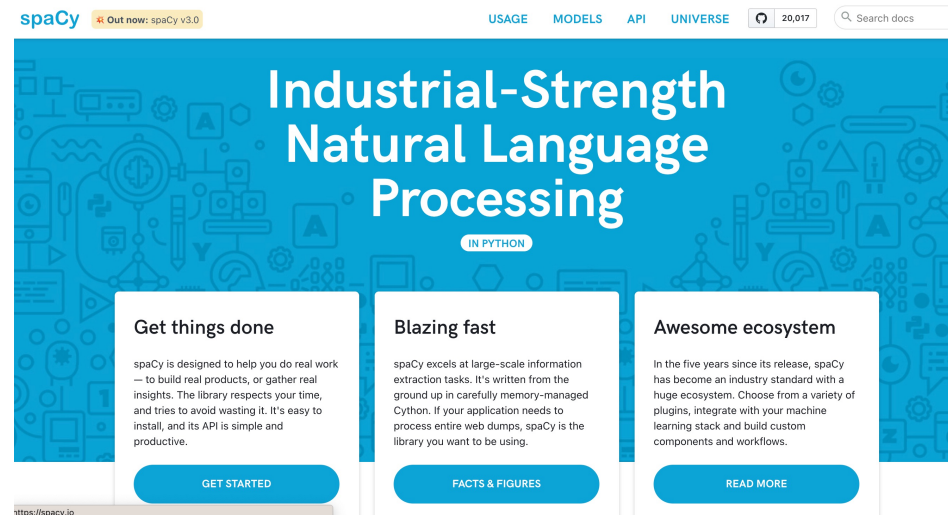 spaCy
Out now: spaCy v3.0
USAGE
MODELS
API
UNIVERSE
20,017
Search docs
Industrial-Strength
Natural Language
Processing
IN PYTHON
Get things done
spaCy is designed to help you do real work
— to build real products, or gather real
insights. The library respects your time,
and tries to avoid wasting it. It's easy to
install, and its API is simple and
productive.
GET STARTED
Blazing fast
spaCy excels at large-scale information
extraction tasks. It's written from the
ground up in carefully memory-managed
Cython. If your application needs to
process entire web dumps, spaCy is the
library you want to be using.
FACTS & FIGURES
Awesome ecosystem
In the five years since its release, spaCy
has become an industry standard with a
huge ecosystem. Choose from a variety of
plugins, integrate with your machine
learning stack and build custom
components and workflows.
READ MORE
https://spacy.io